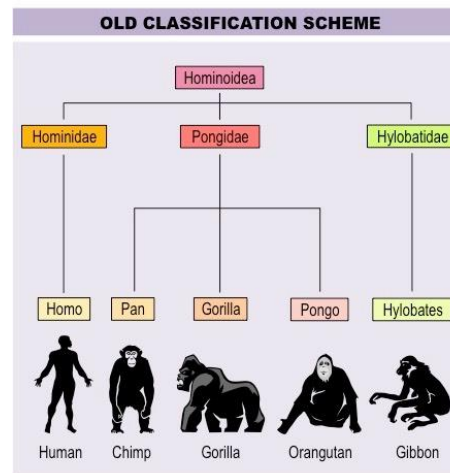 OLD CLASSIFICATION SCHEME
Hominoidea
Hominidae Pongidae Hylobatidae
Homo Pan Gorilla Pongo Hylobates
Human Chimp Gorilla Orangutan Gibbon